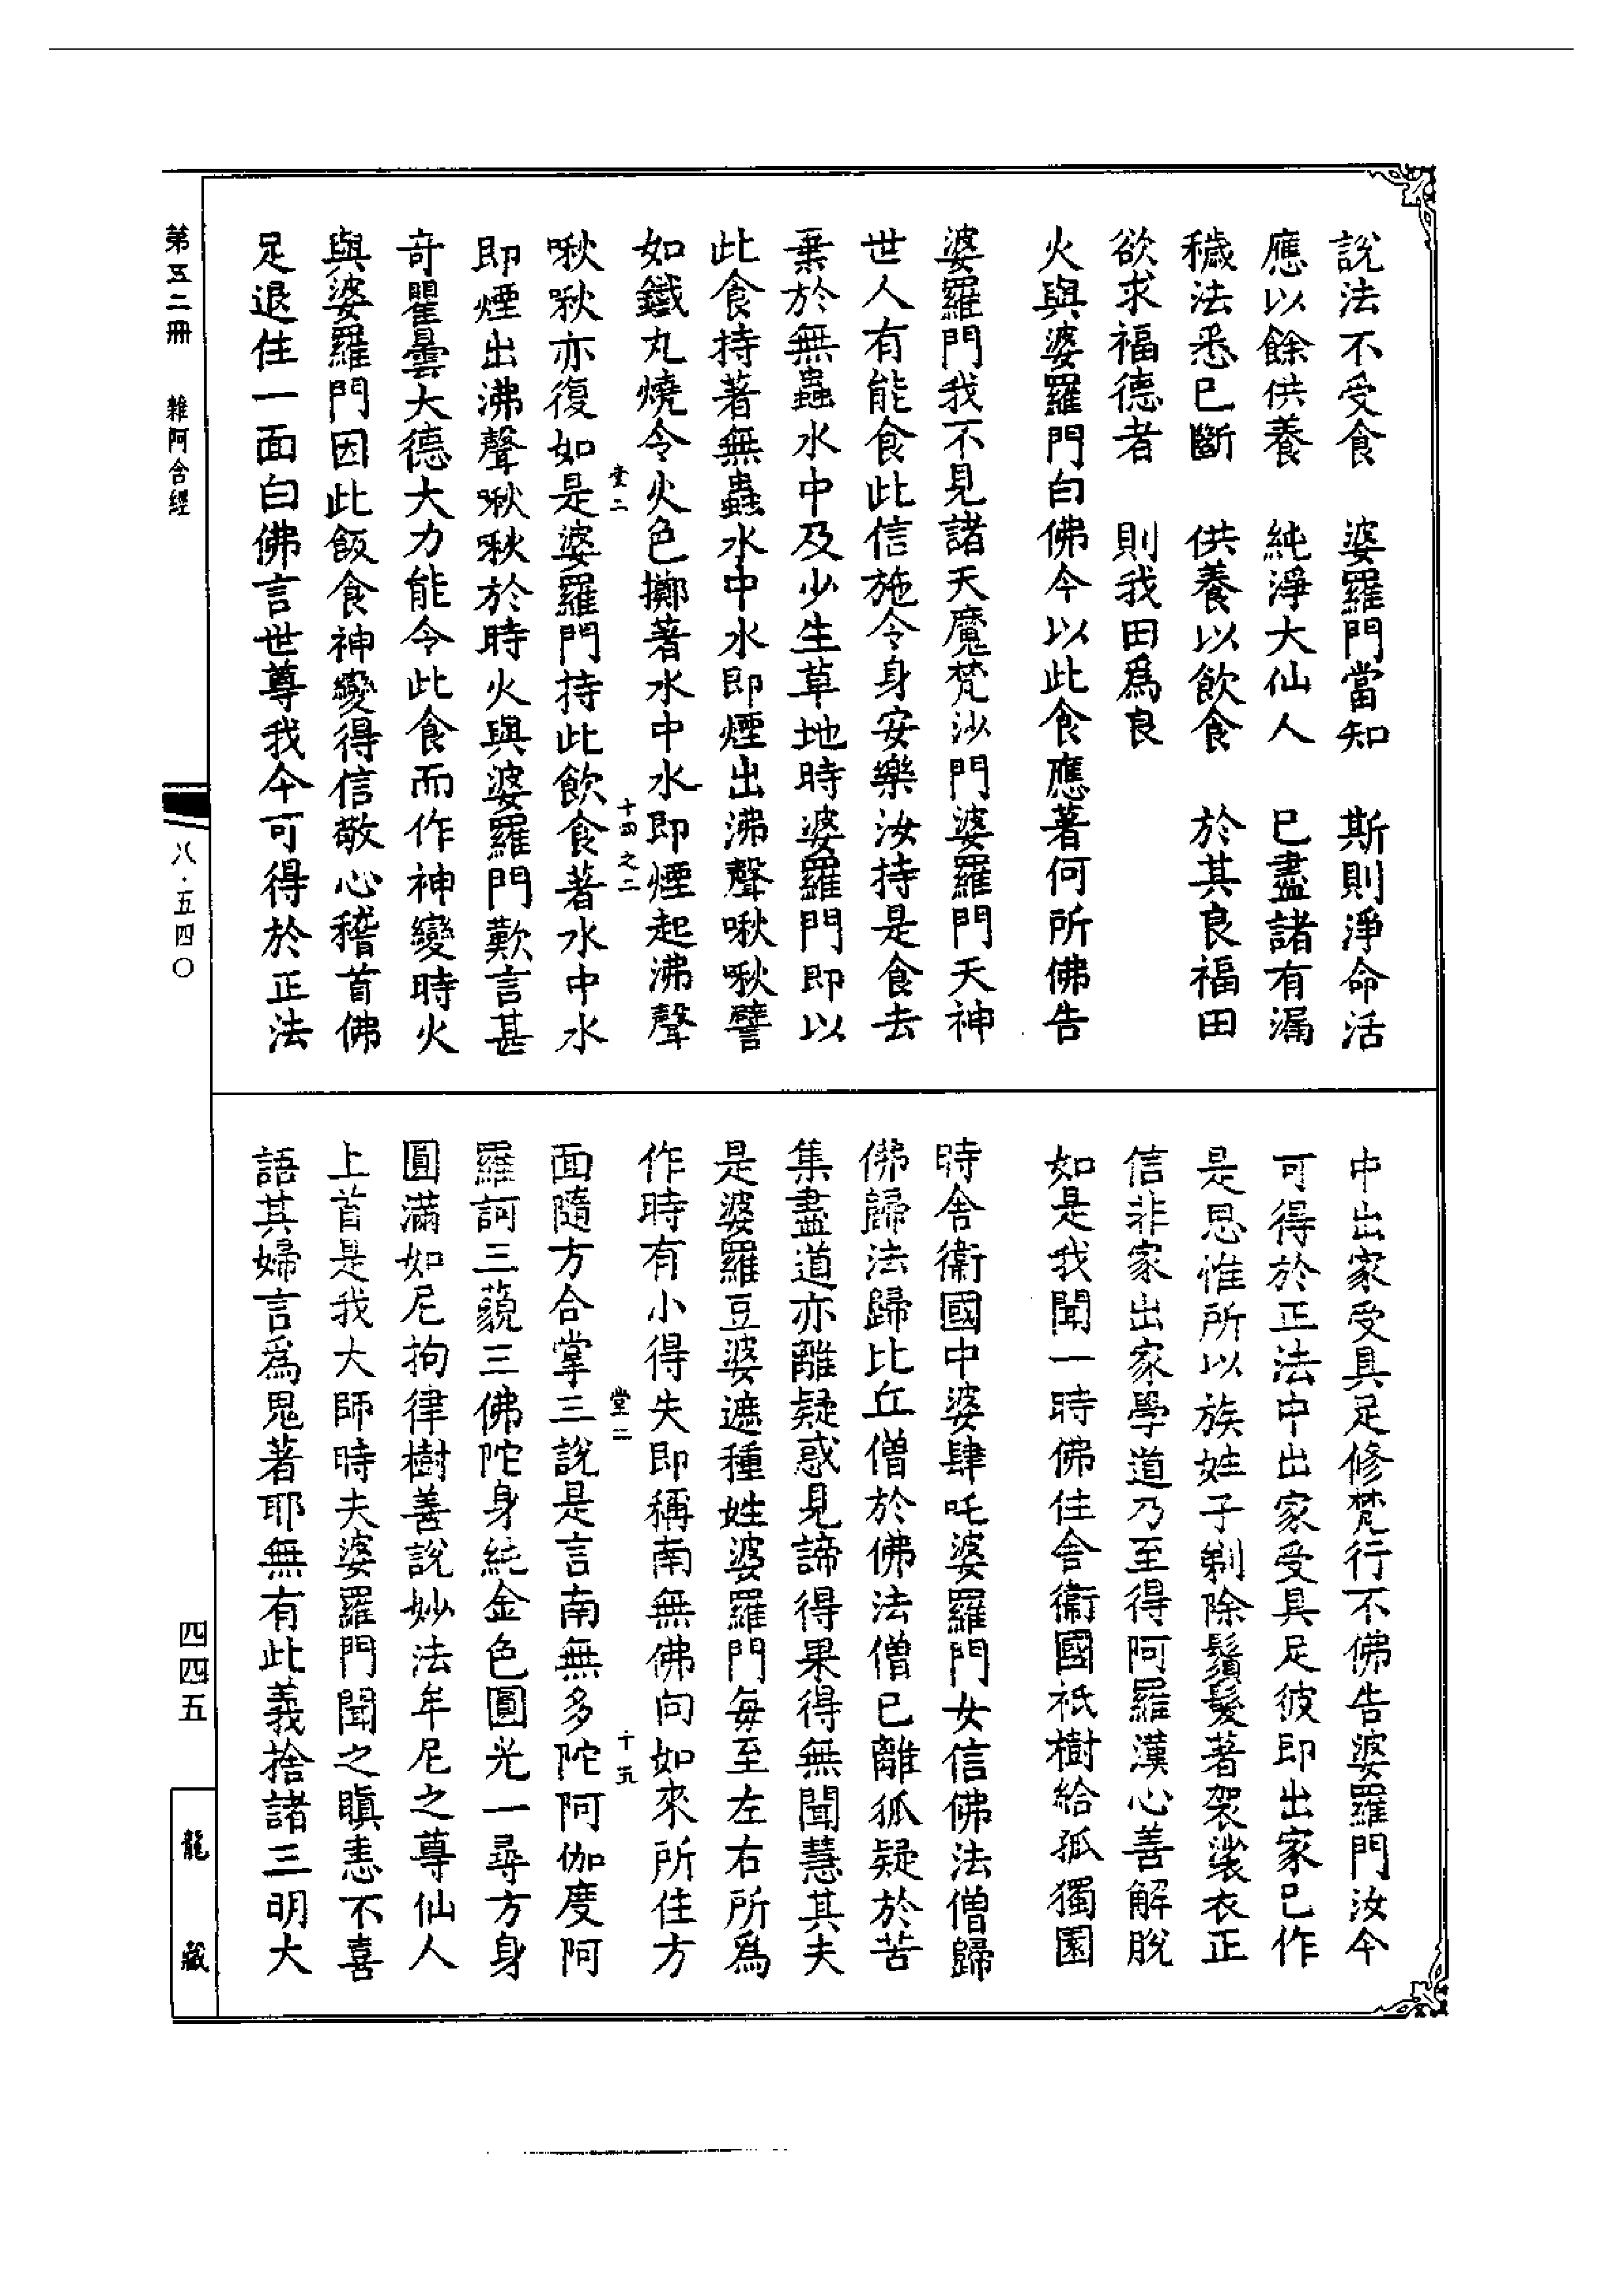 說法不受食　婆羅門當知　斯則淨命活
應以餘供養　純淨大仙人　已盡諸有漏
穢法悉已斷　供養以飲食　於其良福田
欲求福德者　則我田爲良
火與婆羅門白佛今以此食應著何所佛告
婆羅門我不見諸天魔梵沙門婆羅門天神
世人有能食此信施令身安樂汝持是食去
棄於無蟲水中及少生草地時婆羅門即以
此食持著無蟲水中水即煙出沸聲啾啾譬
如鐵丸燒令火色擲著水中水即煙起沸聲
堂二　十四之二
啾啾亦復如是婆羅門持此飲食著水中水
即煙出沸聲啾啾於時火與婆羅門歎言甚
奇瞿曇大德大力能令此食而作神變時火
與婆羅門因此飯食神變得信敬心稽首佛
足退住一面白佛言世尊我今可得於正法
中出家受具足修梵行不佛告婆羅門汝今
可得於正法中出家受具足彼即出家已作
是思惟所以族姓子剃除鬚髮著袈裟衣正
信非家出家學道乃至得阿羅漢心善解脫
如是我聞一時佛住舍衞國祇樹給孤獨園
時舍衞國中婆肆吒婆羅門女信佛法僧歸
佛歸法歸比丘僧於佛法僧已離狐疑於苦
集盡道亦離疑惑見諦得果得無聞慧其夫
是婆羅豆婆遮種姓婆羅門每至左右所爲
作時有小得失即稱南無佛向如來所住方
堂二　十五
面隨方合掌三說是言南無多陀阿伽度阿
羅訶三藐三佛陀身純金色圓光一尋方身
圓滿如尼拘律樹善說妙法牟尼之尊仙人
上首是我大師時夫婆羅門聞之瞋恚不喜
語其婦言爲鬼著耶無有此義捨諸三明大
第五二冊　雜阿含經
八·五四〇
四四五
龍藏